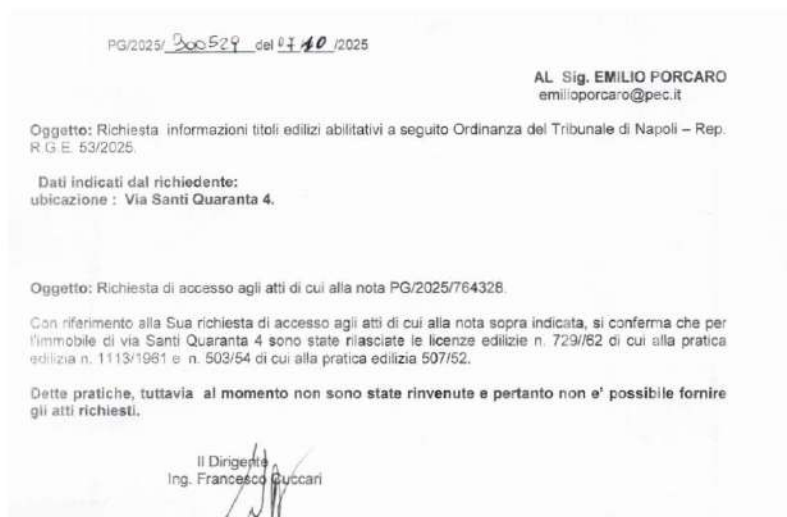 PG/2025/ 900529 del 07/10/2025
AL Sig. EMILIO PORCARO
emilioporcaro@pec.it
Oggetto: Richiesta informazioni titoli edilizi abilitativi a seguito Ordinanza del Tribunale di Napoli – Rep.
R.G.E. 53/2025.
Dati indicati dal richiedente:
ubicazione : Via Santi Quaranta 4.
Oggetto: Richiesta di accesso agli atti di cui alla nota PG/2025/764328.
Con riferimento alla Sua richiesta di accesso agli atti di cui alla nota sopra indicata, si conferma che per
l'immobile di via Santi Quaranta 4 sono state rilasciate le licenze edilizie n. 729//62 di cui alla pratica
edilizia n. 1113/1961 e n. 503/54 di cui alla pratica edilizia 507/52.
Dette pratiche, tuttavia al momento non sono state rinvenute e pertanto non e' possibile fornire
gli atti richiesti.
Il Dirigente
Ing. Francesco Cuccari